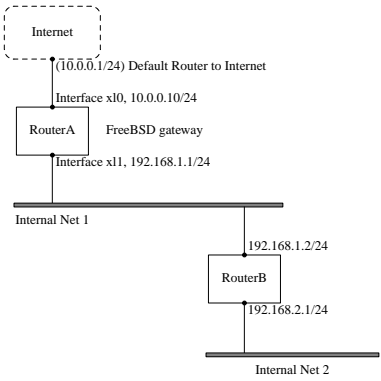 Internet
(10.0.0.1/24) Default Router to Internet
Interface xl0, 10.0.0.10/24
RouterA
FreeBSD gateway
Interface xl1, 192.168.1.1/24
Internal Net 1
192.168.1.2/24
RouterB
192.168.2.1/24
Internal Net 2